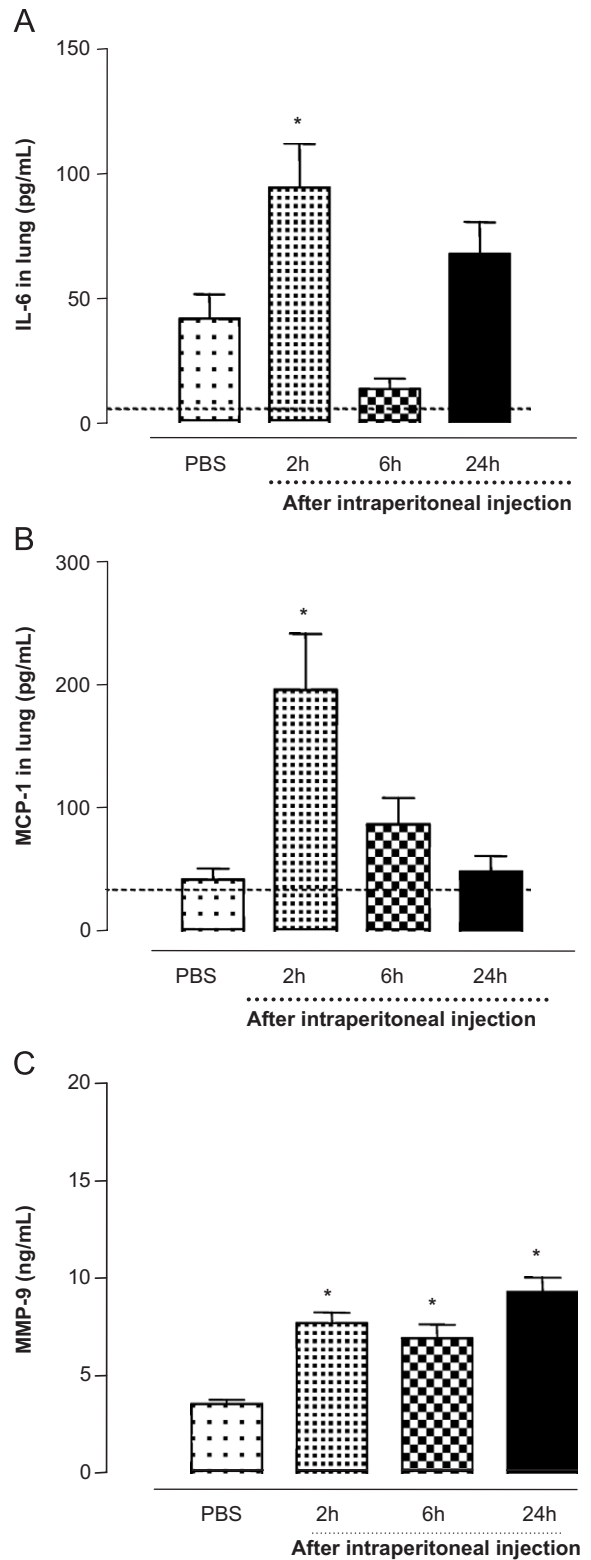 A
150
100
50
0
IL-6 in lung (pg/mL)
*
PBS 2h 6h 24h
After intraperitoneal injection
B
300
200
100
0
MCP-1 in lung (pg/mL)
*
PBS 2h 6h 24h
After intraperitoneal injection
C
20
15
10
5
0
MMP-9 (ng/mL)
* * *
PBS 2h 6h 24h
After intraperitoneal injection